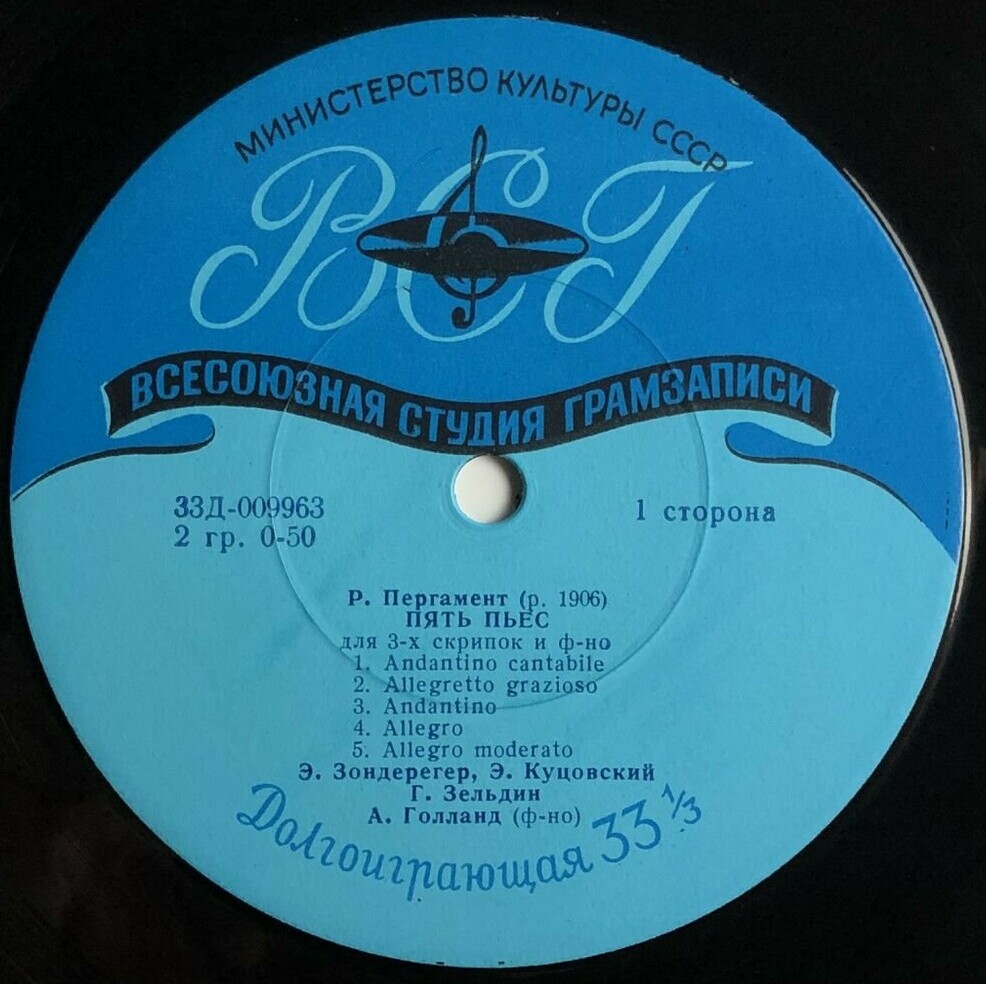 МИНИСТЕРСТВО КУЛЬТУРЫ СССР
ВСГ
ВСЕСОЮЗНАЯ СТУДИЯ ГРАМЗАПИСИ
33Д-009963
2 гр. 0-50
1 сторона
Р. Пергамент (р. 1906)
ПЯТЬ ПЬЕС
для 3-х скрипок и ф-но
1. Andantino cantabile
2. Allegretto grazioso
3. Andantino
4. Allegro
5. Allegro moderato
Э. Зондерегер, Э. Куцовский
Г. Зельдин
А. Голланд (ф-но)
Долгоиграющая 33 1/3